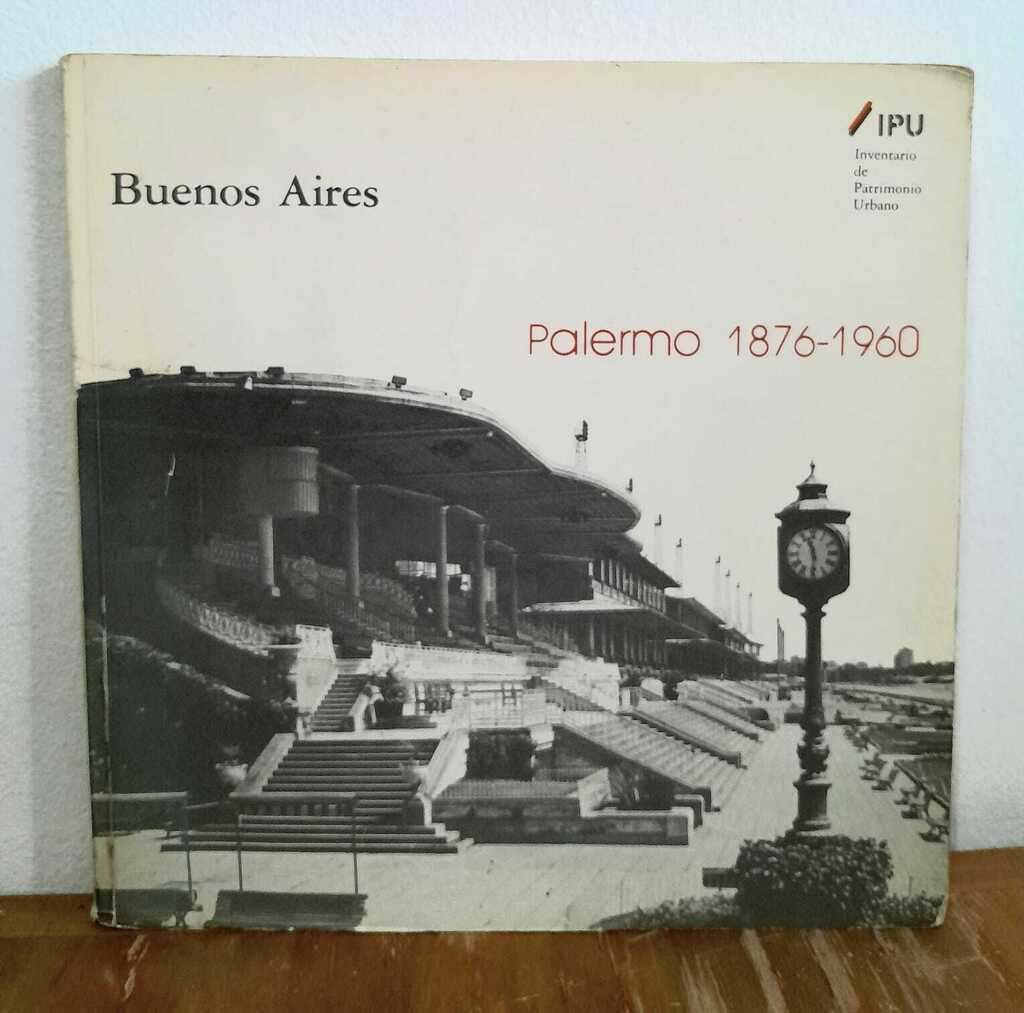 IPU
Inventario
de
Patrimonio
Urbano
Buenos Aires
Palermo 1876-1960